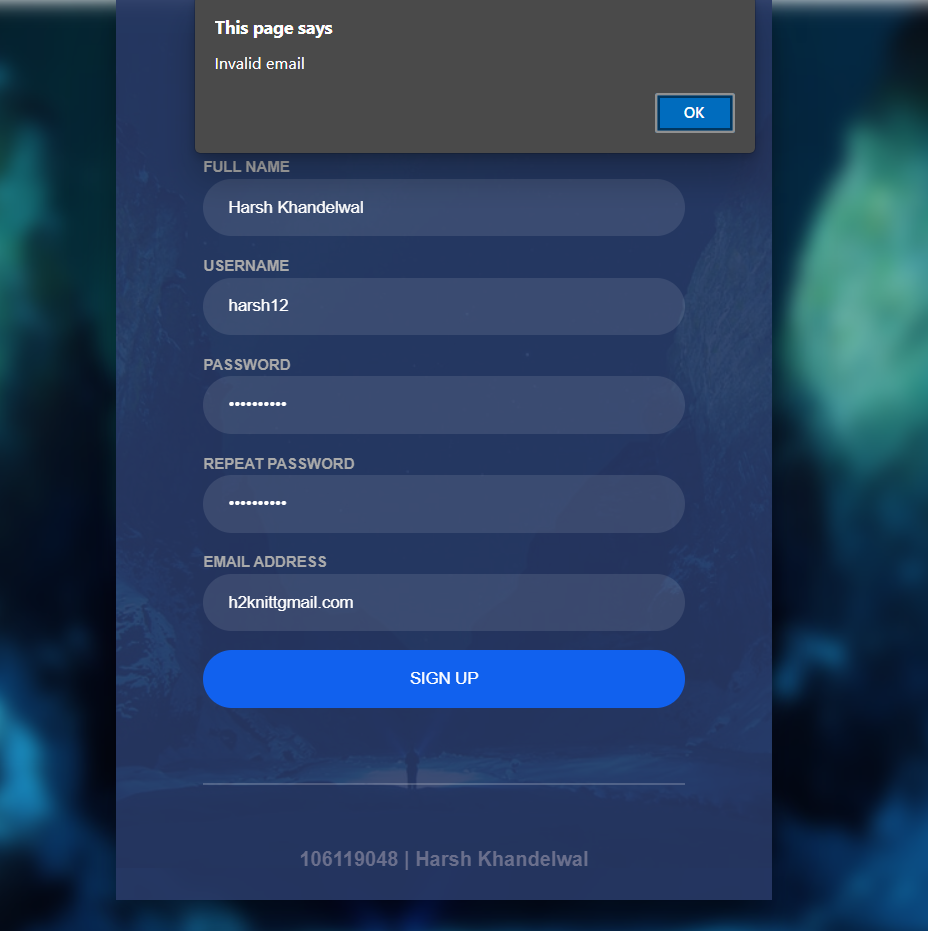 This page says
Invalid email
OK
FULL NAME
Harsh Khandelwal
USERNAME
harsh12
PASSWORD
••••••••••
REPEAT PASSWORD
••••••••••
EMAIL ADDRESS
h2knittgmail.com
SIGN UP
106119048 | Harsh Khandelwal